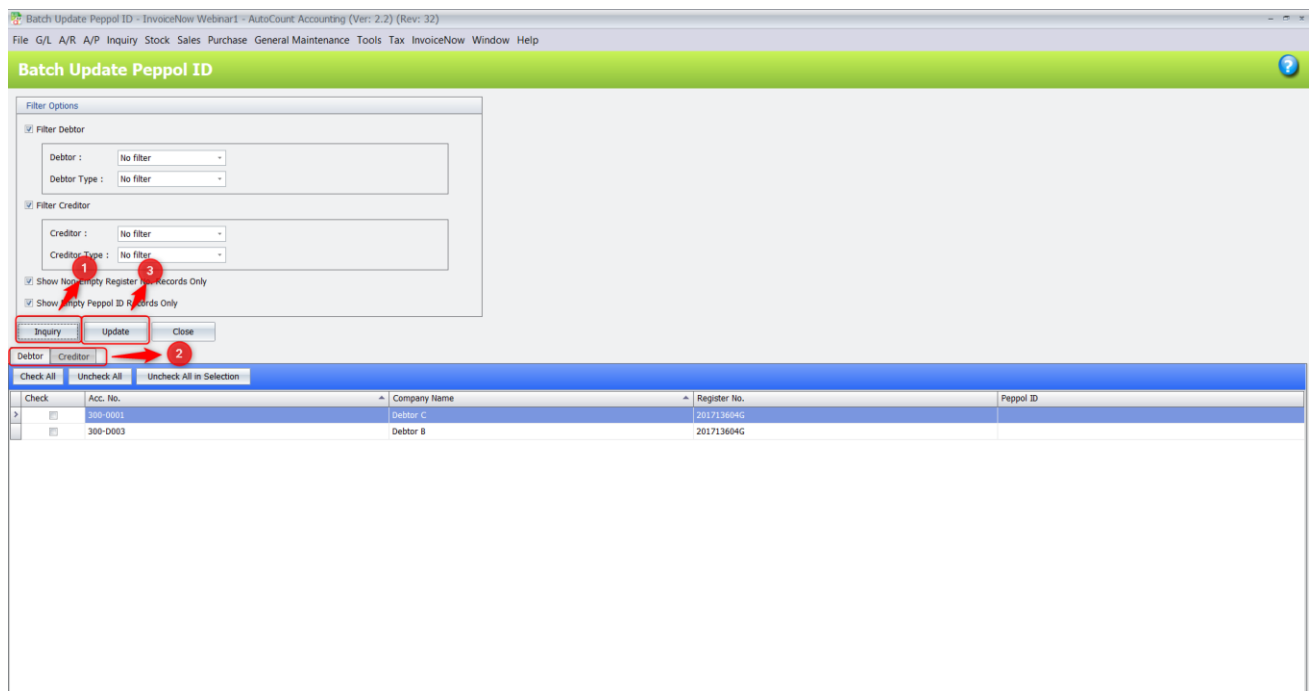 Batch Update Peppol ID - InvoiceNow Webinar1 - AutoCount Accounting (Ver: 2.2) (Rev: 32)
File G/L A/R A/P Inquiry Stock Sales Purchase General Maintenance Tools Tax InvoiceNow Window Help
Batch Update Peppol ID
?
Filter Options
Filter Debtor
Debtor : No filter
Debtor Type : No filter
Filter Creditor
Creditor : No filter
Creditor Type : No filter
1 3
Show Non-Empty Register No. Records Only
Show Empty Peppol ID Records Only
Inquiry Update Close
Debtor Creditor 2
Check All Uncheck All Uncheck All in Selection
Check Acc. No. Company Name Register No. Peppol ID
300-0001 Debtor C 201713604G
300-D003 Debtor B 201713604G